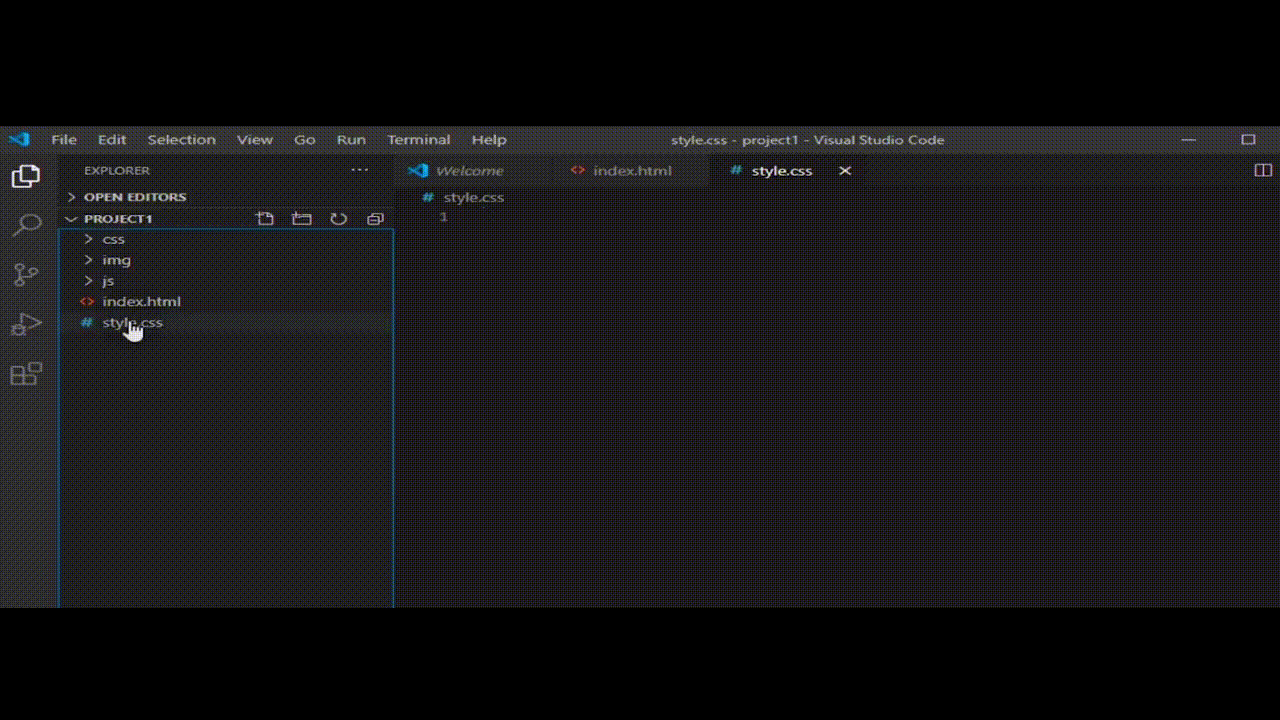 File Edit Selection View Go Run Terminal Help style.css - project1 - Visual Studio Code
EXPLORER ... Welcome <> index.html # style.css
OPEN EDITORS # style.css
PROJECT1 1
css
img
js
<> index.html
# style.css